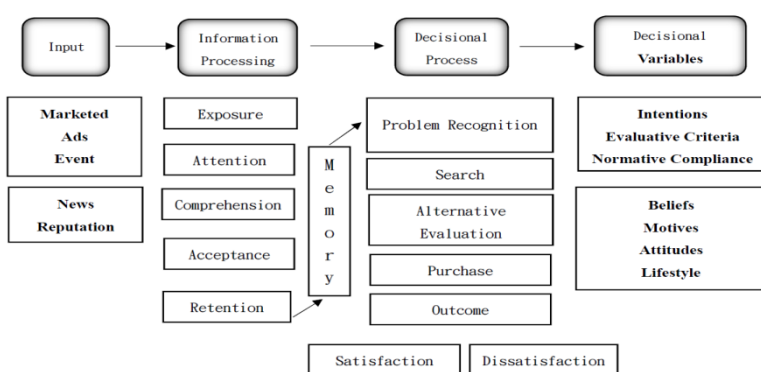 Input
Information
Processing
Decisional
Process
Decisional
Variables
Marketed
Ads
Event
News
Reputation
Exposure
Attention
Comprehension
Acceptance
Retention
Memory
Problem Recognition
Search
Alternative
Evaluation
Purchase
Outcome
Intentions
Evaluative Criteria
Normative Compliance
Beliefs
Motives
Attitudes
Lifestyle
Satisfaction
Dissatisfaction